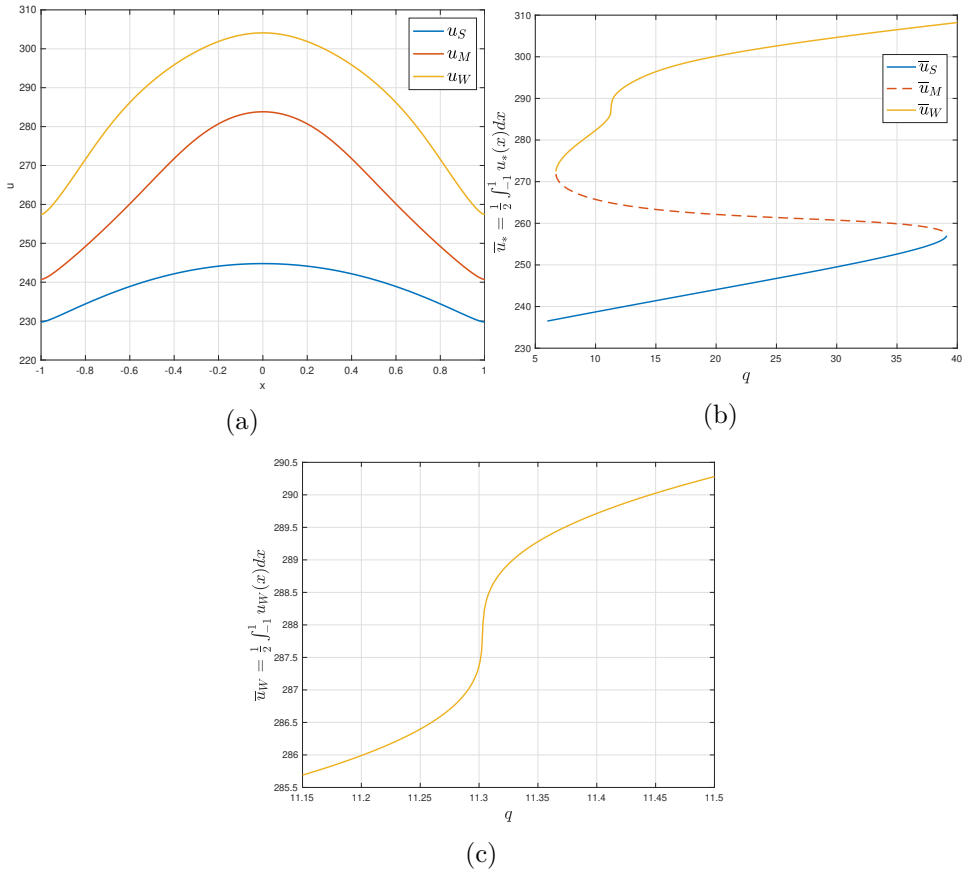 310
300
290
280
270
260
250
240
230
220
u
-1 -0.8 -0.6 -0.4 -0.2 0 0.2 0.4 0.6 0.8 1
x
u_S
u_M
u_W
(a)
310
300
290
280
270
260
250
240
230
\overline{u}_* = \frac{1}{2} \int_{-1}^{1} u_*(x)dx
5 10 15 20 25 30 35 40
q
\overline{u}_S
\overline{u}_M
\overline{u}_W
(b)
290.5
290
289.5
289
288.5
288
287.5
287
286.5
286
285.5
\overline{u}_W = \frac{1}{2} \int_{-1}^{1} u_W(x)dx
11.15 11.2 11.25 11.3 11.35 11.4 11.45 11.5
q
(c)